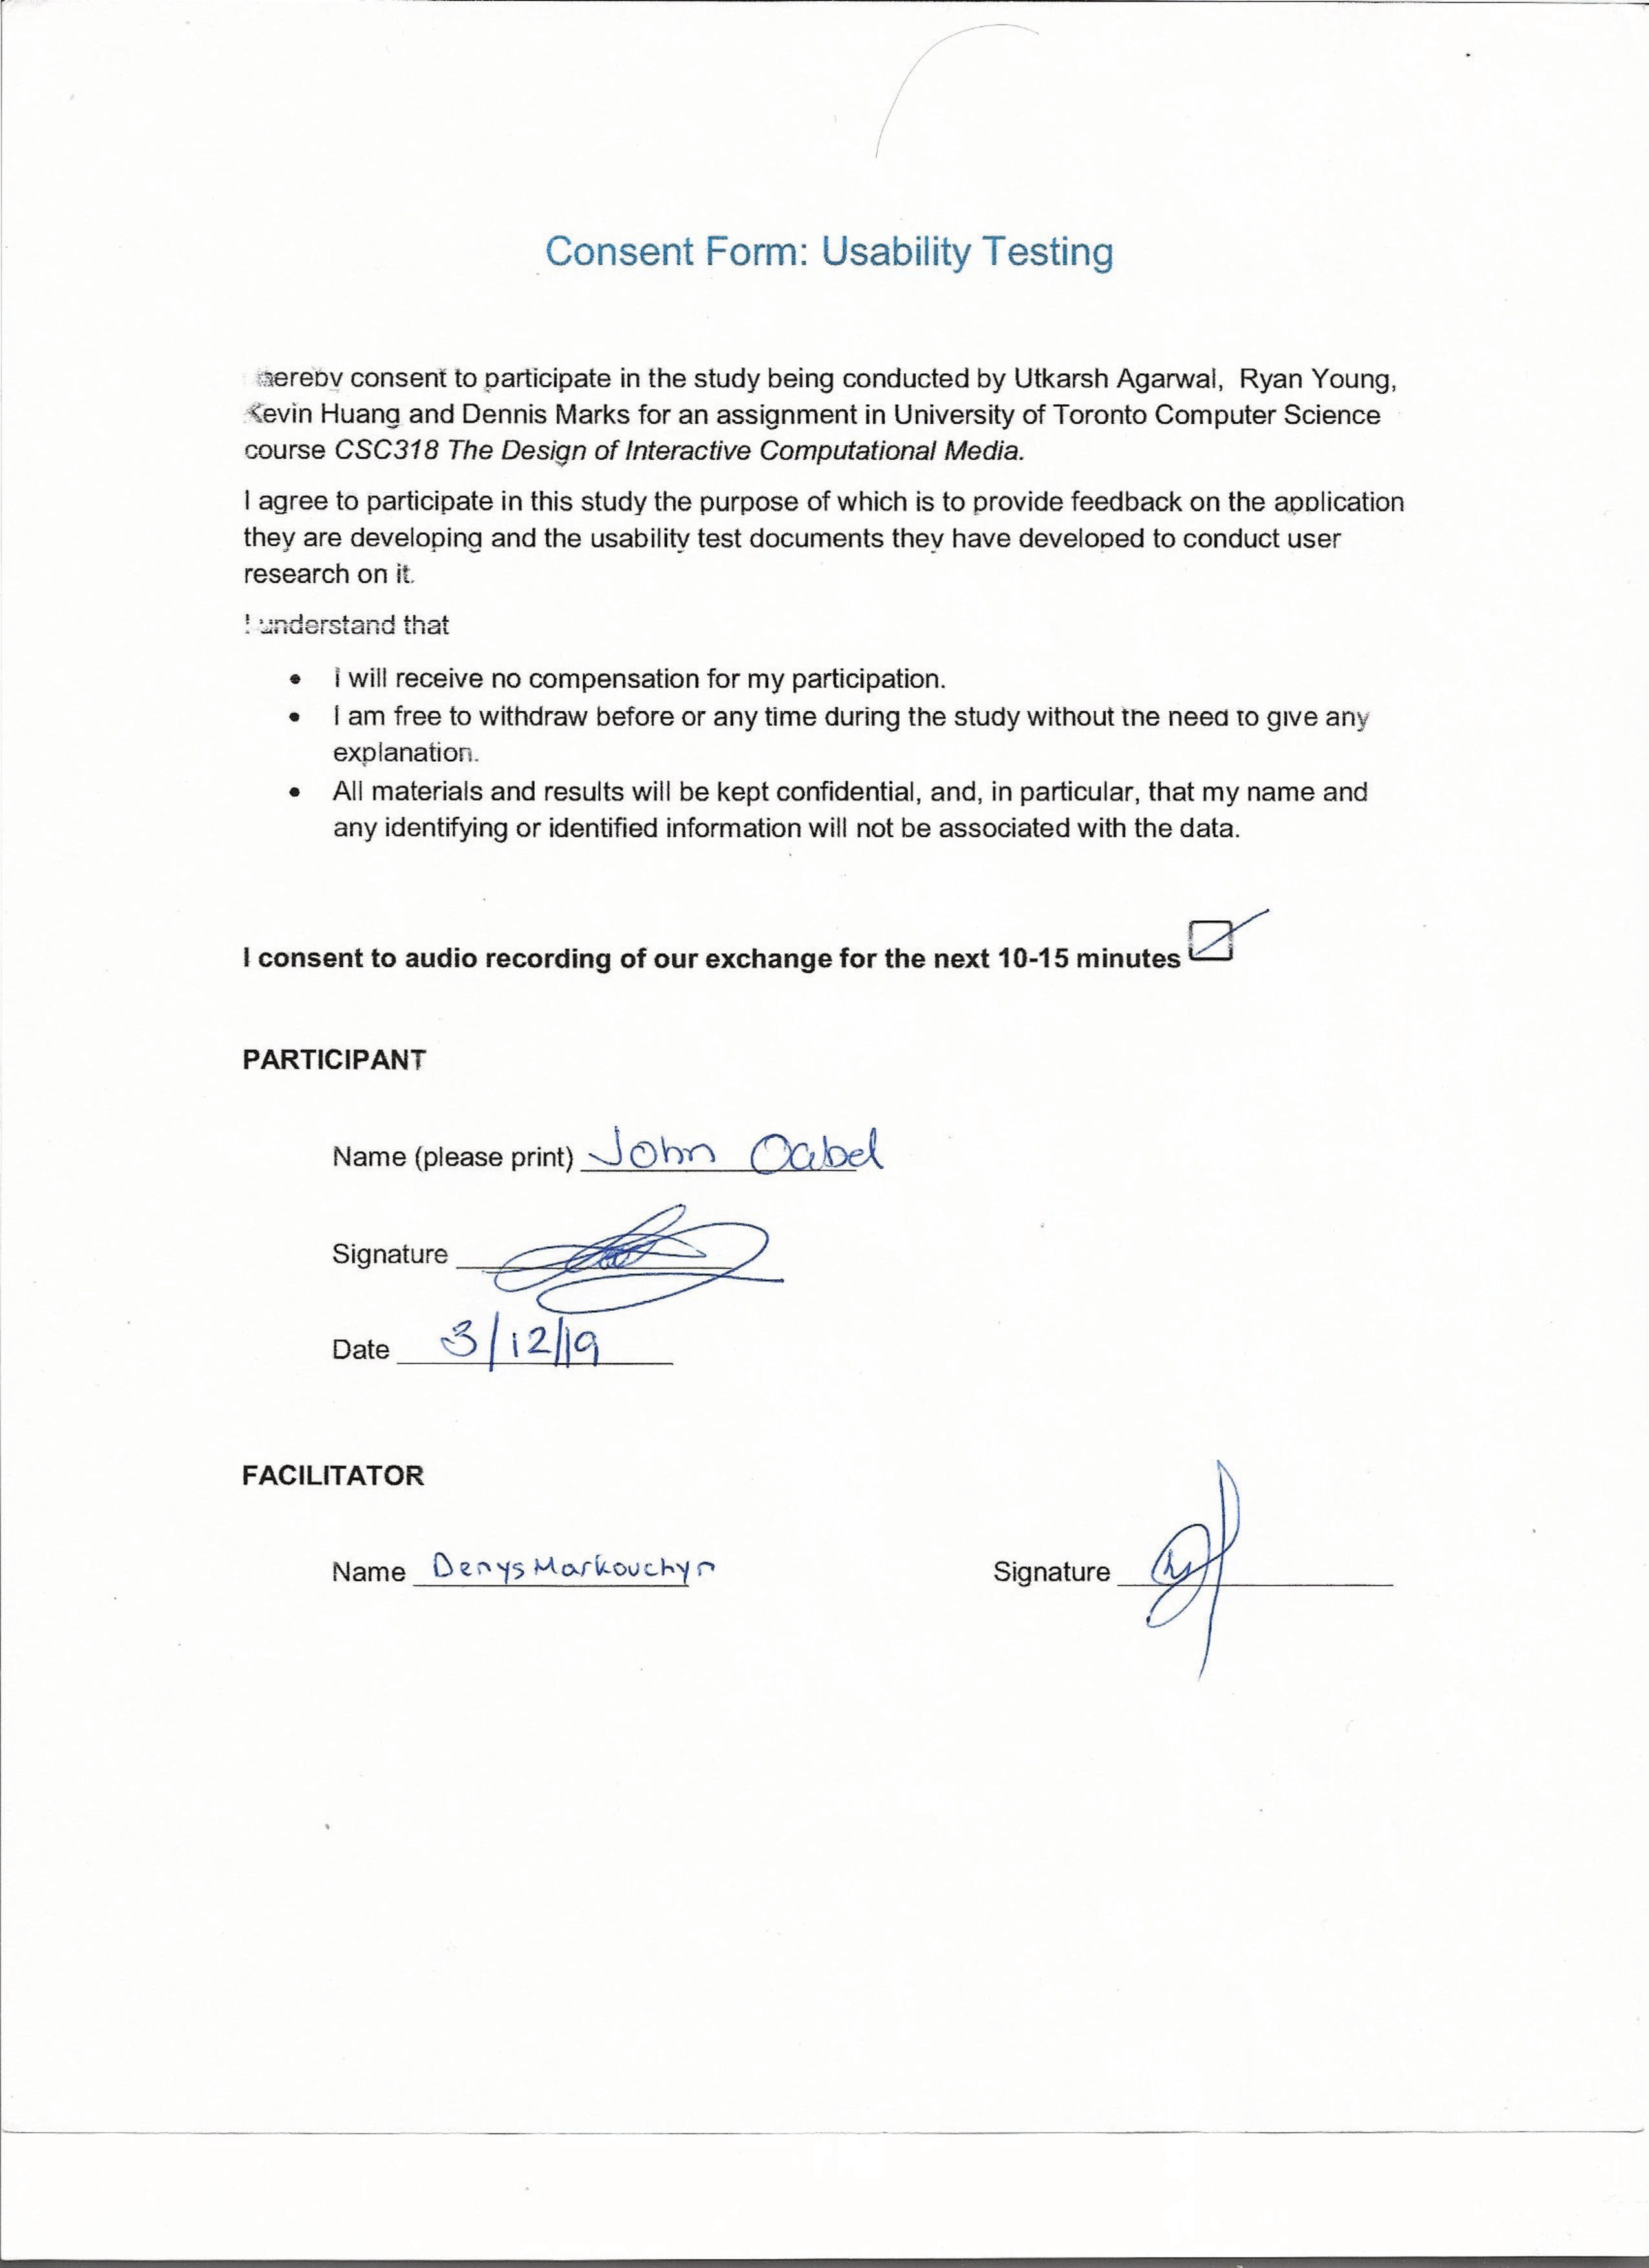 Consent Form: Usability Testing
hereby consent to participate in the study being conducted by Utkarsh Agarwal, Ryan Young,
Kevin Huang and Dennis Marks for an assignment in University of Toronto Computer Science
course CSC318 The Design of Interactive Computational Media.
I agree to participate in this study the purpose of which is to provide feedback on the application
they are developing and the usability test documents they have developed to conduct user
research on it.
I understand that
• I will receive no compensation for my participation.
• I am free to withdraw before or any time during the study without the need to give any
explanation.
• All materials and results will be kept confidential, and, in particular, that my name and
any identifying or identified information will not be associated with the data.
I consent to audio recording of our exchange for the next 10-15 minutes
PARTICIPANT
Name (please print) John Oabel
Signature
Date 3/12/19
FACILITATOR
Name Denys Markovchyn Signature